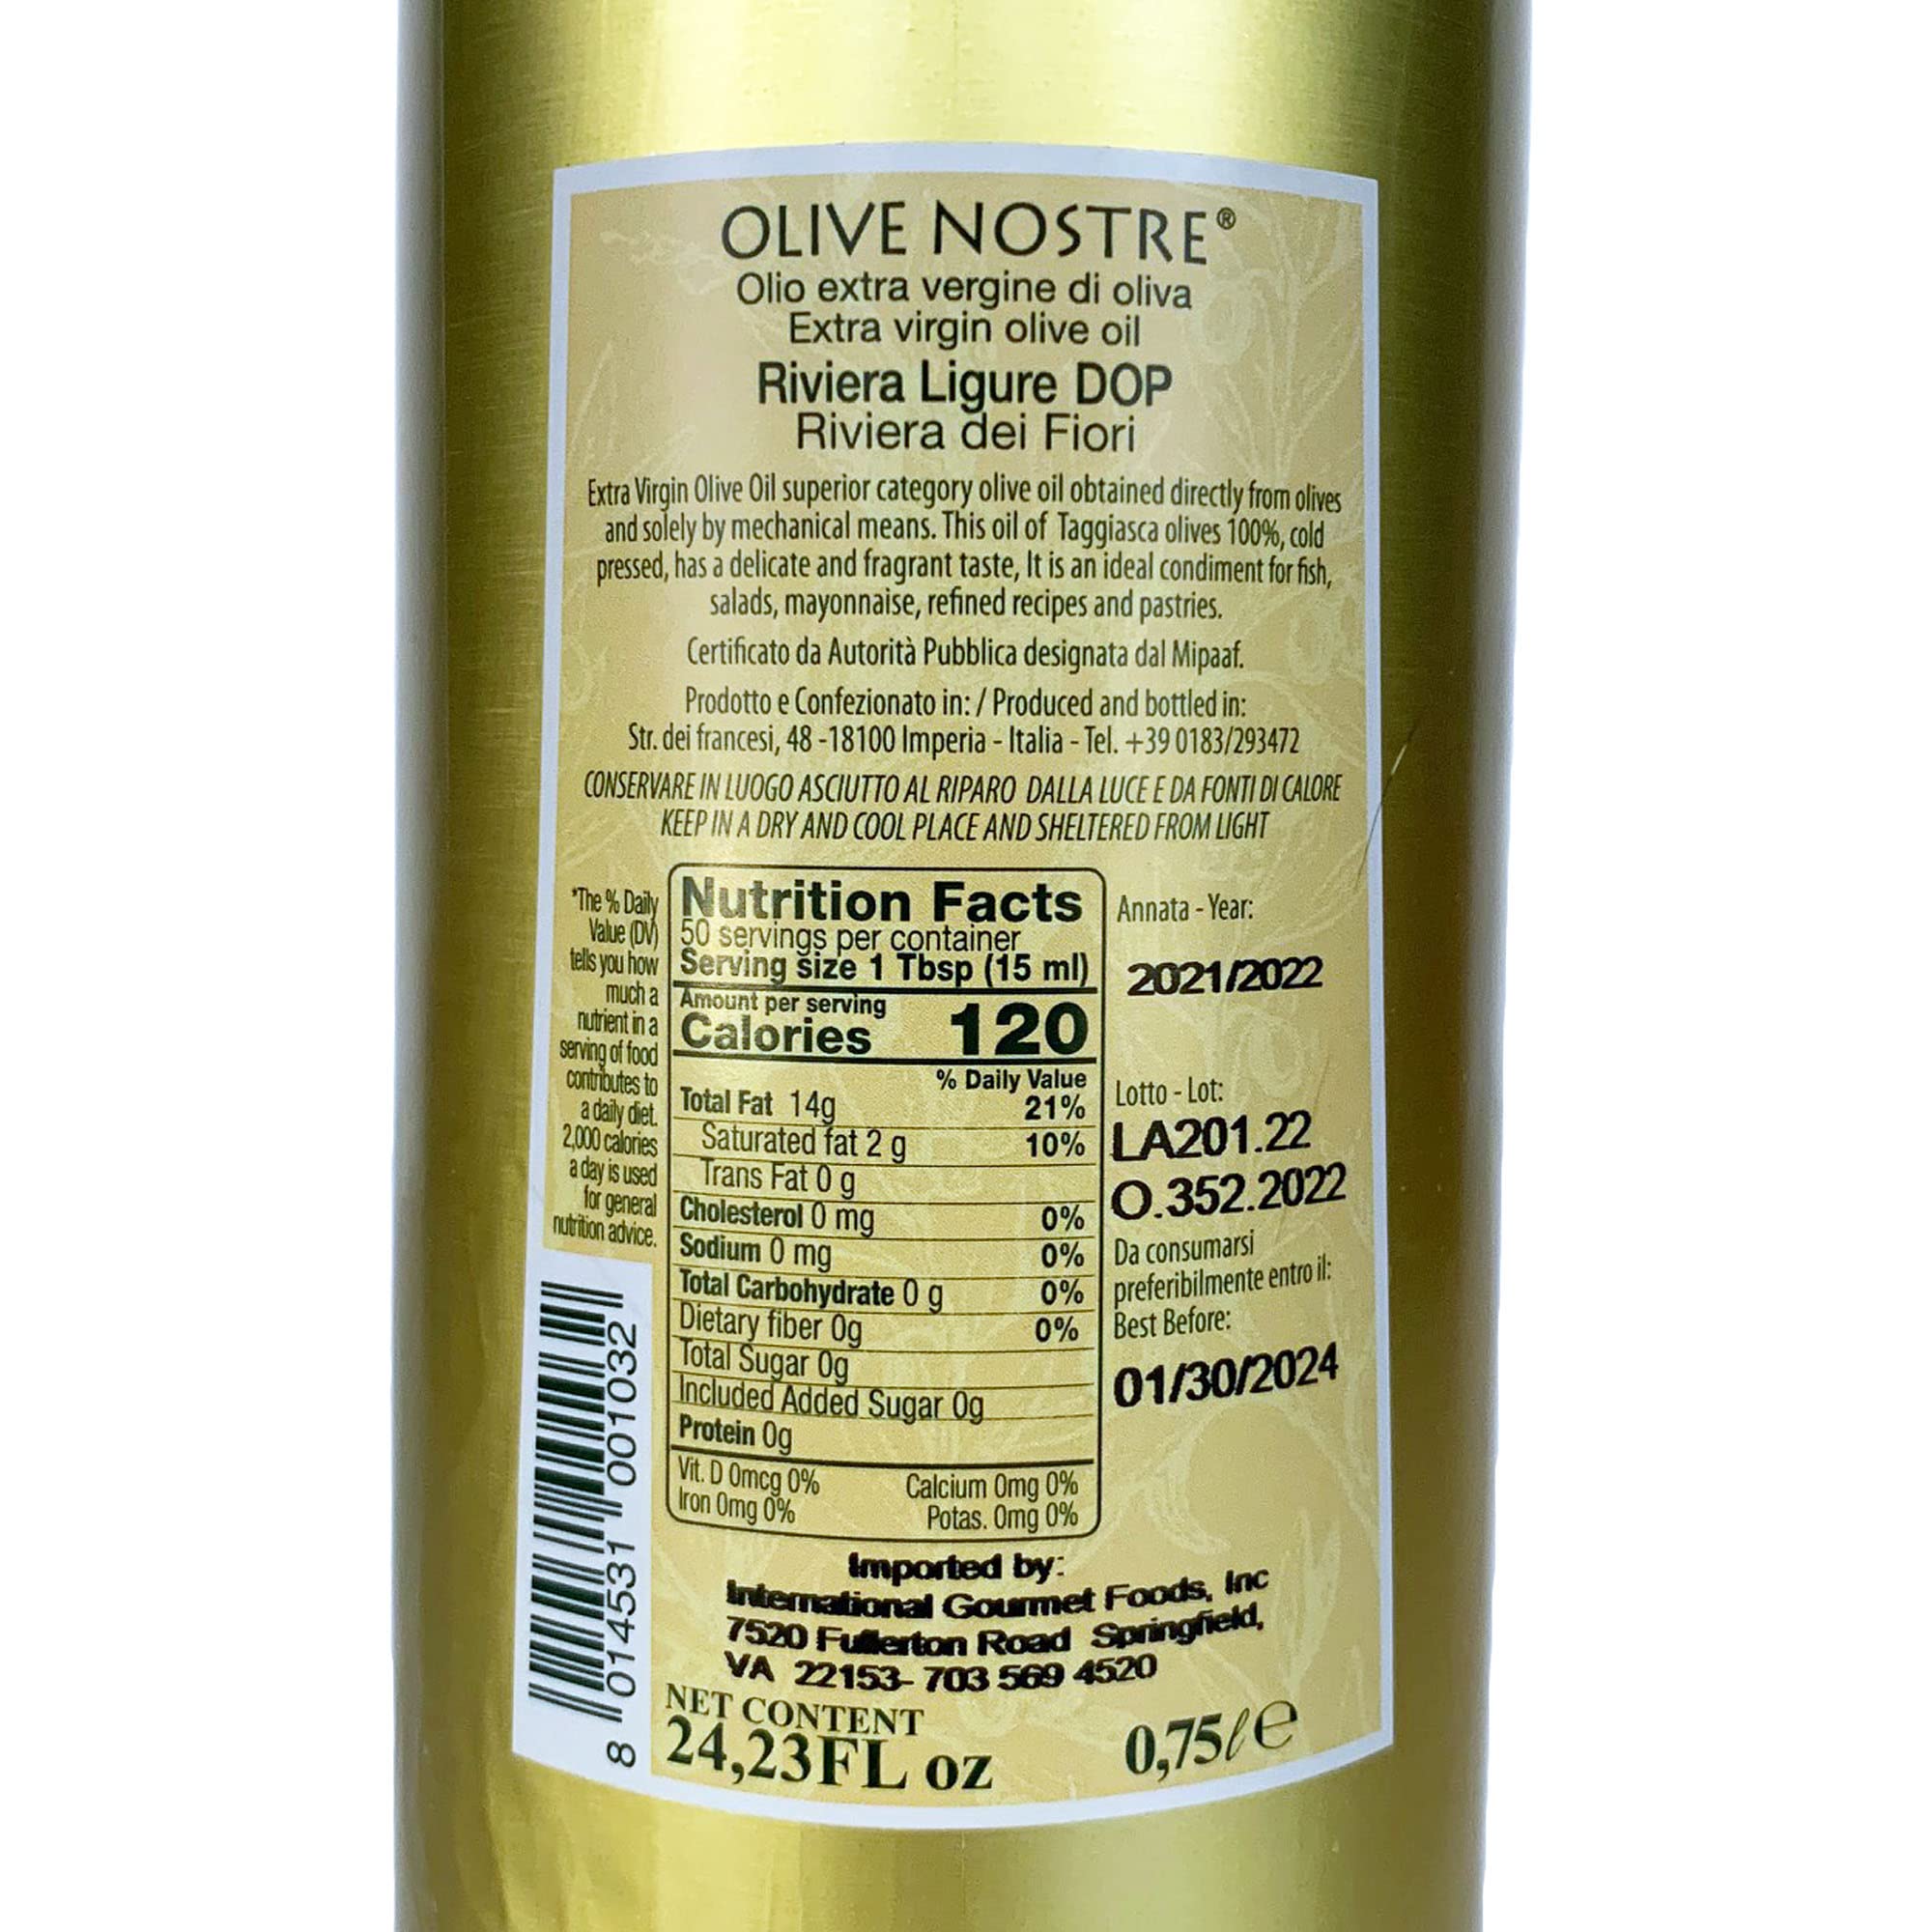 OLIVE NOSTRE®
Olio extra vergine di oliva
Extra virgin olive oil
Riviera Ligure DOP
Riviera dei Fiori
Extra Virgin Olive Oil superior category olive oil obtained directly from olives
and solely by mechanical means. This oil of Taggiasca olives 100%, cold
pressed, has a delicate and fragrant taste, It is an ideal condiment for fish,
salads, mayonnaise, refined recipes and pastries.
Certificato da Autorità Pubblica designata dal Mipaaf.
Prodotto e Confezionato in: / Produced and bottled in:
Str. dei francesi, 48 -18100 Imperia - Italia - Tel. +39 0183/293472
CONSERVARE IN LUOGO ASCIUTTO AL RIPARO DALLA LUCE E DA FONTI DI CALORE
KEEP IN A DRY AND COOL PLACE AND SHELTERED FROM LIGHT
*The % Daily
Value (DV)
tells you how
much a
nutrient in a
serving of food
contributes to
a daily diet.
2,000 calories
a day is used
for general
nutrition advice.
Nutrition Facts
50 servings per container
Serving size 1 Tbsp (15 ml)
Amount per serving
Calories 120
% Daily Value
Total Fat 14g 21%
Saturated fat 2 g 10%
Trans Fat 0 g
Cholesterol 0 mg 0%
Sodium 0 mg 0%
Total Carbohydrate 0 g 0%
Dietary fiber 0g 0%
Total Sugar 0g
Included Added Sugar 0g
Protein 0g
Vit. D 0mcg 0% Calcium 0mg 0%
Iron 0mg 0% Potas. 0mg 0%
Annata - Year:
2021/2022
Lotto - Lot:
LA201.22
O.352.2022
Da consumarsi
preferibilmente entro il:
Best Before:
01/30/2024
8 014531 001032
Imported by:
International Gourmet Foods, Inc
7520 Fullerton Road Springfield,
VA 22153- 703 569 4520
NET CONTENT
24,23FL OZ 0,75ℓ e